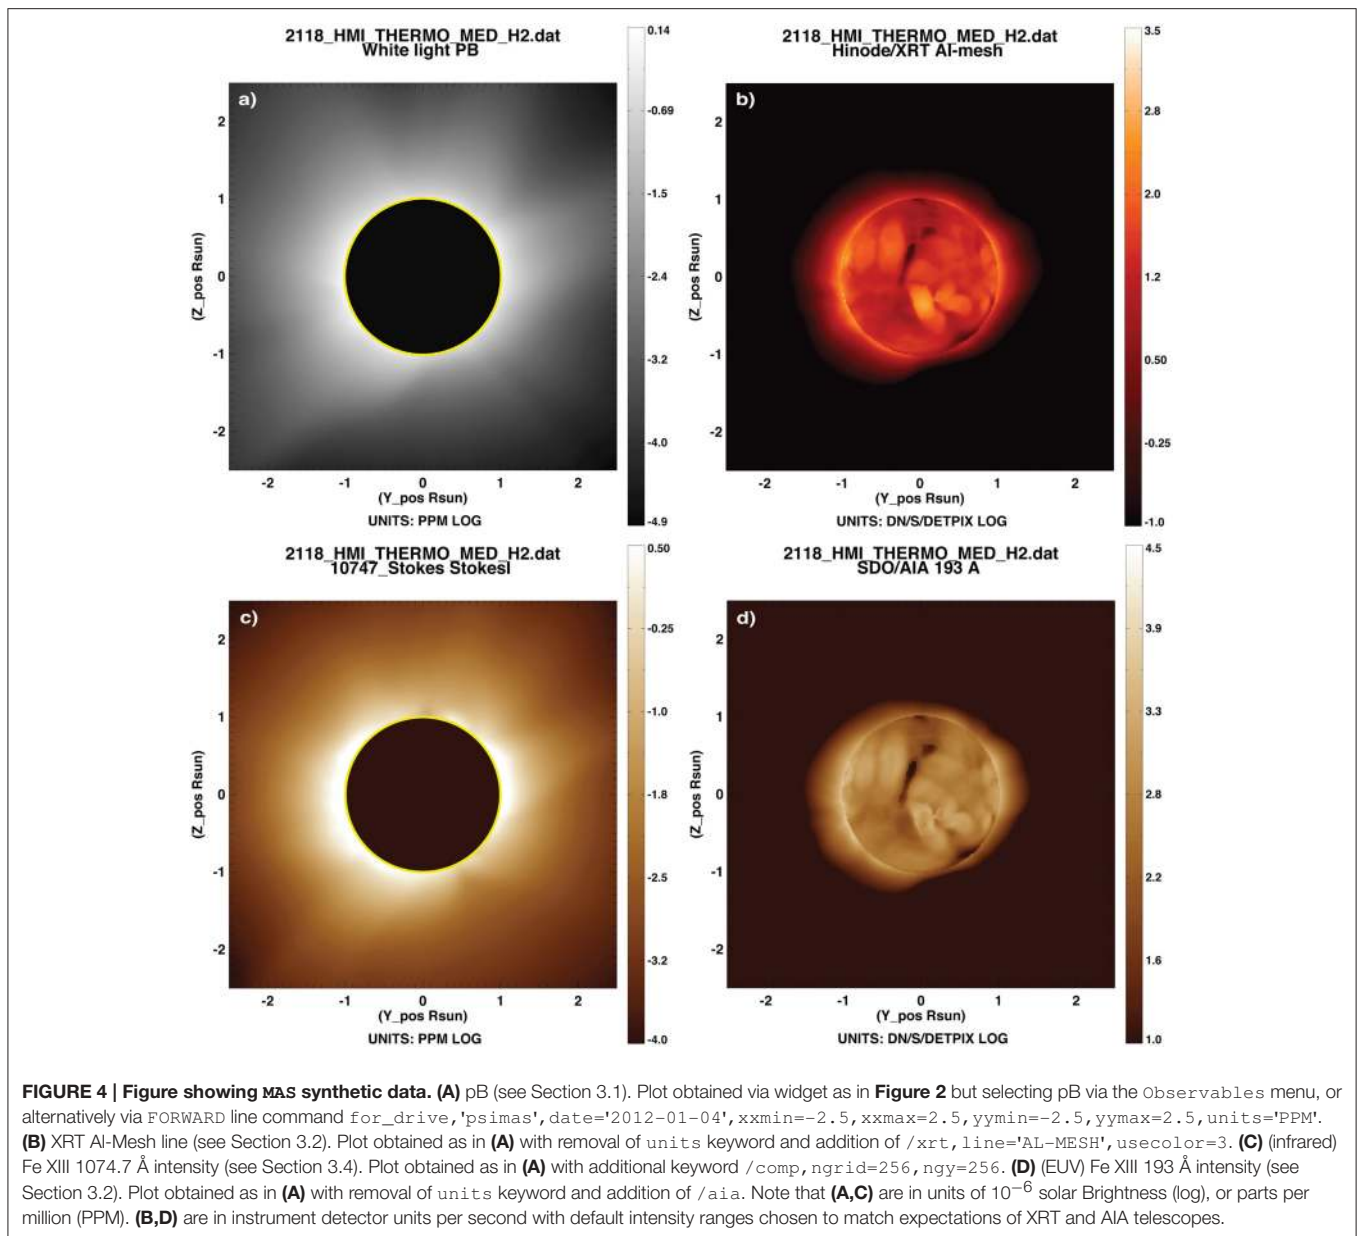 2118_HMI_THERMO_MED_H2.dat
White light PB
a)
2
1
0
-1
-2
(Z_pos Rsun)
-2 -1 0 1 2
(Y_pos Rsun)
UNITS: PPM LOG
0.14
-0.69
-1.5
-2.4
-3.2
-4.0
-4.9
2118_HMI_THERMO_MED_H2.dat
Hinode/XRT Al-mesh
b)
2
1
0
-1
-2
(Z_pos Rsun)
-2 -1 0 1 2
(Y_pos Rsun)
UNITS: DN/S/DETPIX LOG
3.5
2.8
2.0
1.2
0.50
-0.25
-1.0
2118_HMI_THERMO_MED_H2.dat
10747_Stokes StokesI
c)
2
1
0
-1
-2
(Z_pos Rsun)
-2 -1 0 1 2
(Y_pos Rsun)
UNITS: PPM LOG
0.50
-0.25
-1.0
-1.8
-2.5
-3.2
-4.0
2118_HMI_THERMO_MED_H2.dat
SDO/AIA 193 A
d)
2
1
0
-1
-2
(Z_pos Rsun)
-2 -1 0 1 2
(Y_pos Rsun)
UNITS: DN/S/DETPIX LOG
4.5
3.9
3.3
2.8
2.2
1.6
1.0
FIGURE 4 | Figure showing MAS synthetic data. (A) pB (see Section 3.1). Plot obtained via widget as in Figure 2 but selecting pB via the Observables menu, or
alternatively via FORWARD line command for_drive,'psimas',date='2012-01-04',xxmin=-2.5,xxmax=2.5,yymin=-2.5,yymax=2.5,units='PPM'.
(B) XRT Al-Mesh line (see Section 3.2). Plot obtained as in (A) with removal of units keyword and addition of /xrt,line='AL-MESH',usecolor=3. (C) (infrared)
Fe XIII 1074.7 Å intensity (see Section 3.4). Plot obtained as in (A) with additional keyword /comp,ngrid=256,ngy=256. (D) (EUV) Fe XIII 193 Å intensity (see
Section 3.2). Plot obtained as in (A) with removal of units keyword and addition of /aia. Note that (A,C) are in units of 10−6 solar Brightness (log), or parts per
million (PPM). (B,D) are in instrument detector units per second with default intensity ranges chosen to match expectations of XRT and AIA telescopes.